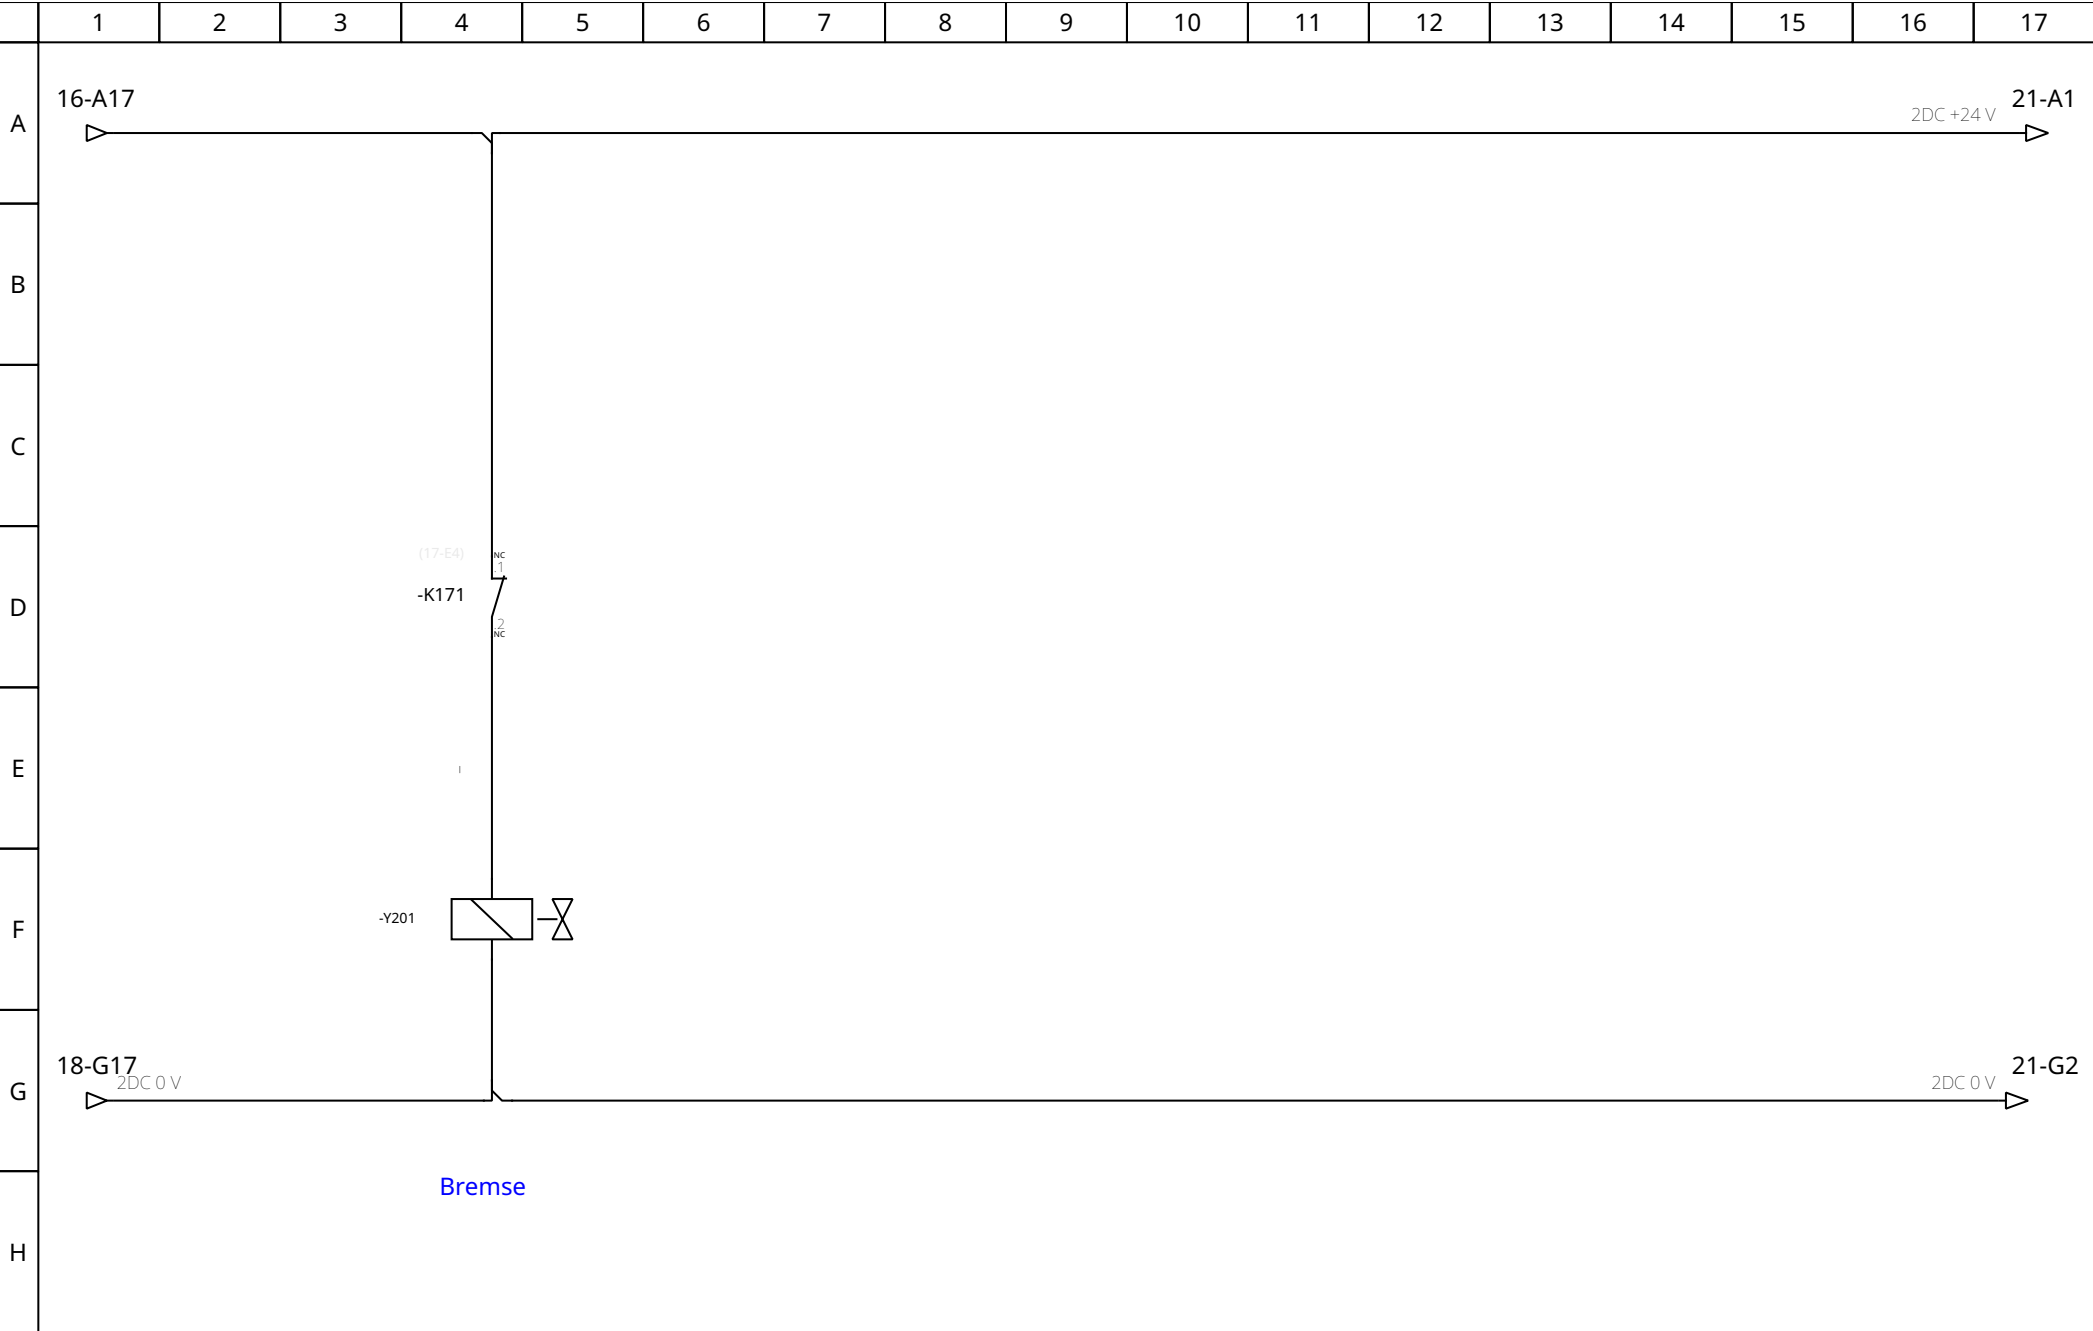 1 2 3 4 5 6 7 8 9 10 11 12 13 14 15 16 17
A
16-A17
2DC +24 V
21-A1
B
C
D
(17-E4)
NC
.1
-K171
.2
NC
E
F
-Y201
G
18-G17
2DC 0 V
2DC 0 V
21-G2
Bremse
H